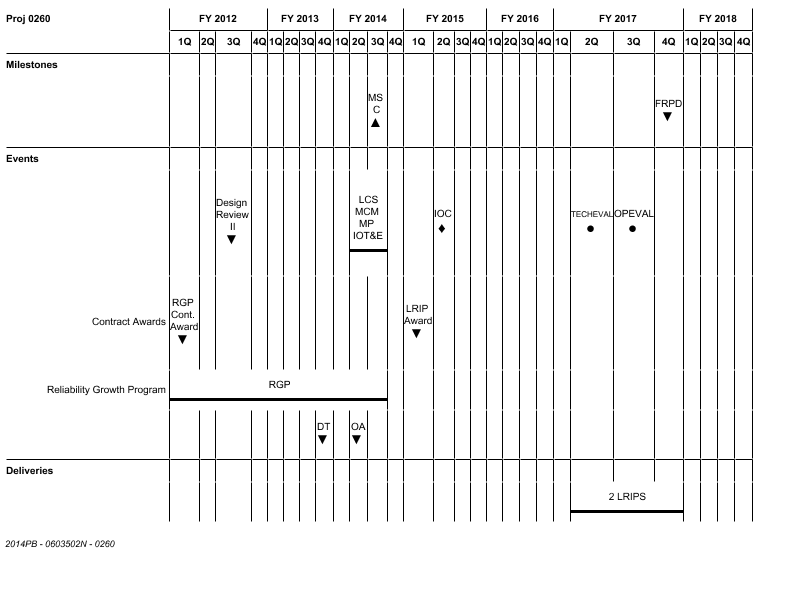 Proj 0260 FY 2012 FY 2013 FY 2014 FY 2015 FY 2016 FY 2017 FY 2018
1Q 2Q 3Q 4Q 1Q 2Q 3Q 4Q 1Q 2Q 3Q 4Q 1Q 2Q 3Q 4Q 1Q 2Q 3Q 4Q 1Q 2Q 3Q 4Q 1Q 2Q 3Q 4Q
Milestones
MS
C
FRPD
Events
Design
Review
II
LCS
MCM
MP
IOT&E
IOC
TECHEVAL
OPEVAL
Contract Awards
RGP
Cont.
Award
LRIP
Award
Reliability Growth Program
RGP
DT
OA
Deliveries
2 LRIPS
2014PB - 0603502N - 0260